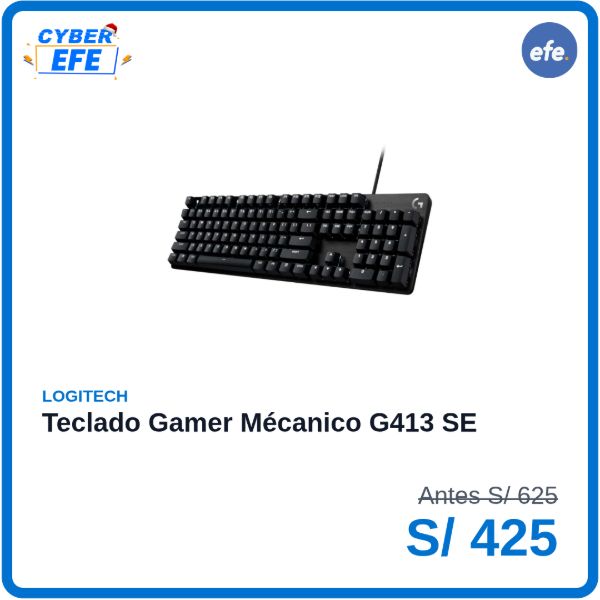 CYBER
EFE
efe.
G
LOGITECH
Teclado Gamer Mécanico G413 SE
Antes S/ 625
S/ 425